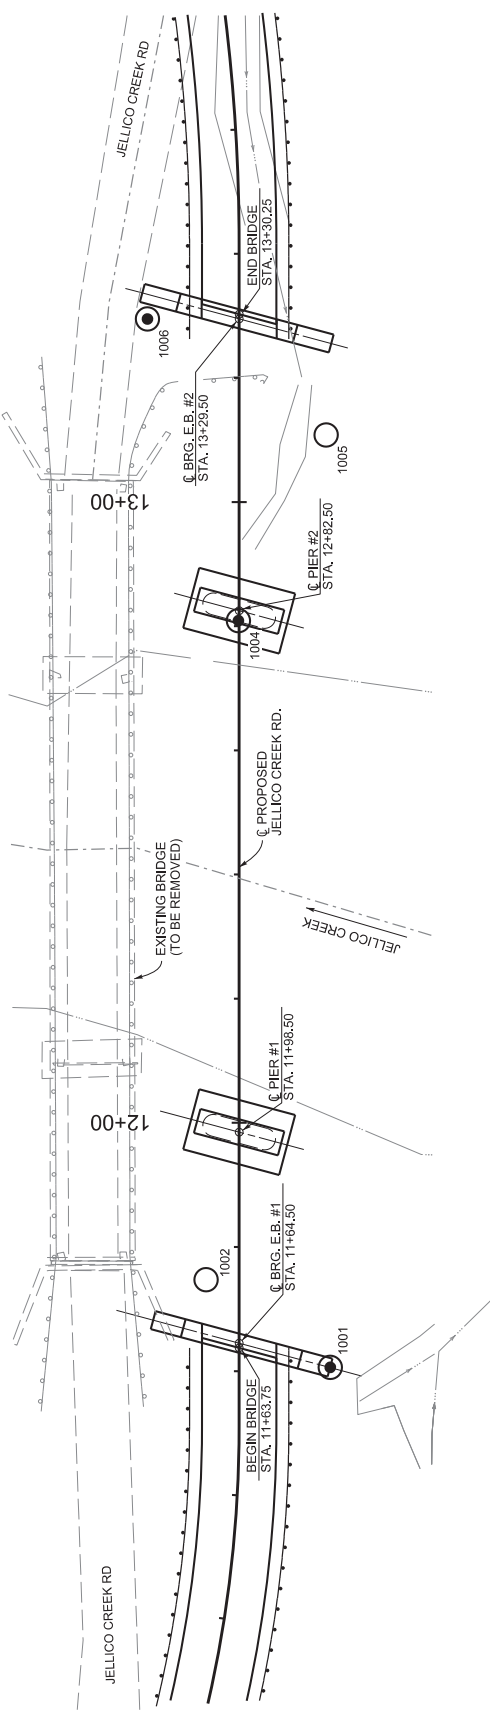 JELLICO CREEK RD
END BRIDGE
STA. 13+30.25
1006
℄ BRG. E.B. #2
STA. 13+29.50
1005
13+00
℄ PIER #2
STA. 12+82.50
1004
℄ PROPOSED
JELLICO CREEK RD.
EXISTING BRIDGE
(TO BE REMOVED)
JELLICO CREEK
℄ PIER #1
STA. 11+98.50
12+00
1002
℄ BRG. E.B. #1
STA. 11+64.50
1001
BEGIN BRIDGE
STA. 11+63.75
JELLICO CREEK RD